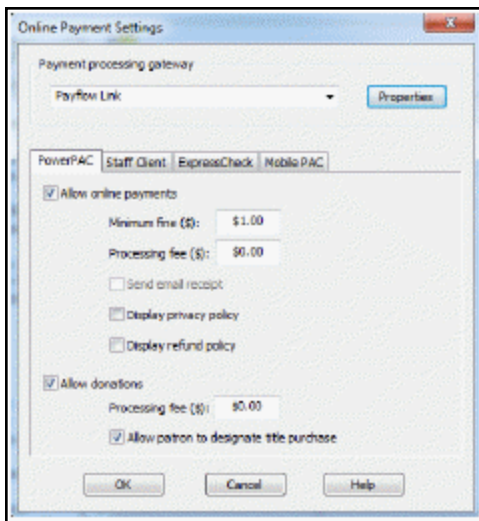 Online Payment Settings
Payment processing gateway
Payflow Link
Properties
PowerPAC Staff Client ExpressCheck Mobile PAC
Allow online payments
Minimum fine ($): $1.00
Processing fee ($): $0.00
Send email receipt
Display privacy policy
Display refund policy
Allow donations
Processing fee ($): $0.00
Allow patron to designate title purchase
OK Cancel Help